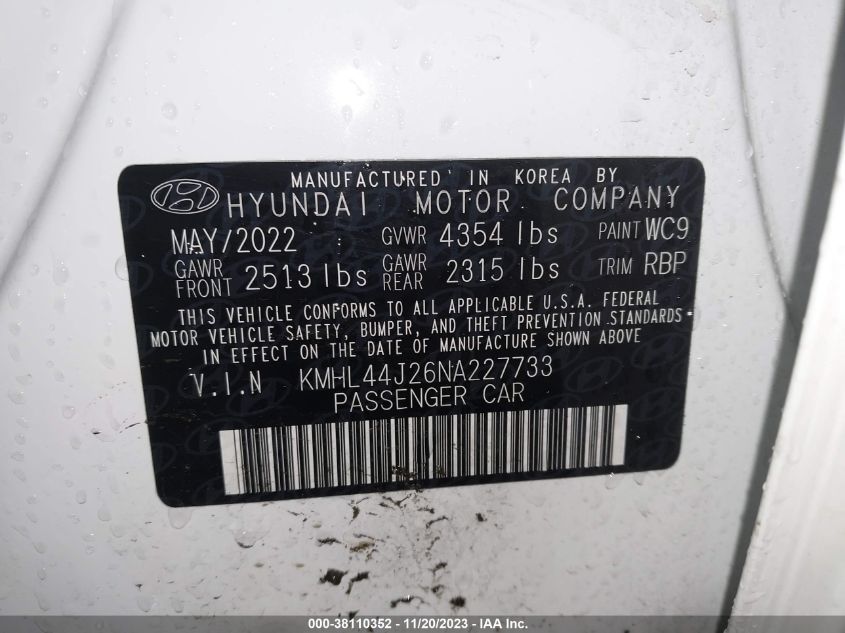 MANUFACTURED IN KOREA BY
HYUNDAI MOTOR COMPANY
MAY/2022 GVWR 4354 lbs PAINT WC9
GAWR FRONT 2513 lbs GAWR REAR 2315 lbs TRIM RBP
THIS VEHICLE CONFORMS TO ALL APPLICABLE U.S.A. FEDERAL
MOTOR VEHICLE SAFETY, BUMPER, AND THEFT PREVENTION STANDARDS
IN EFFECT ON THE DATE OF MANUFACTURE SHOWN ABOVE
V.I.N KMHL44J26NA227733
PASSENGER CAR
000-38110352 - 11/20/2023 - IAA Inc.